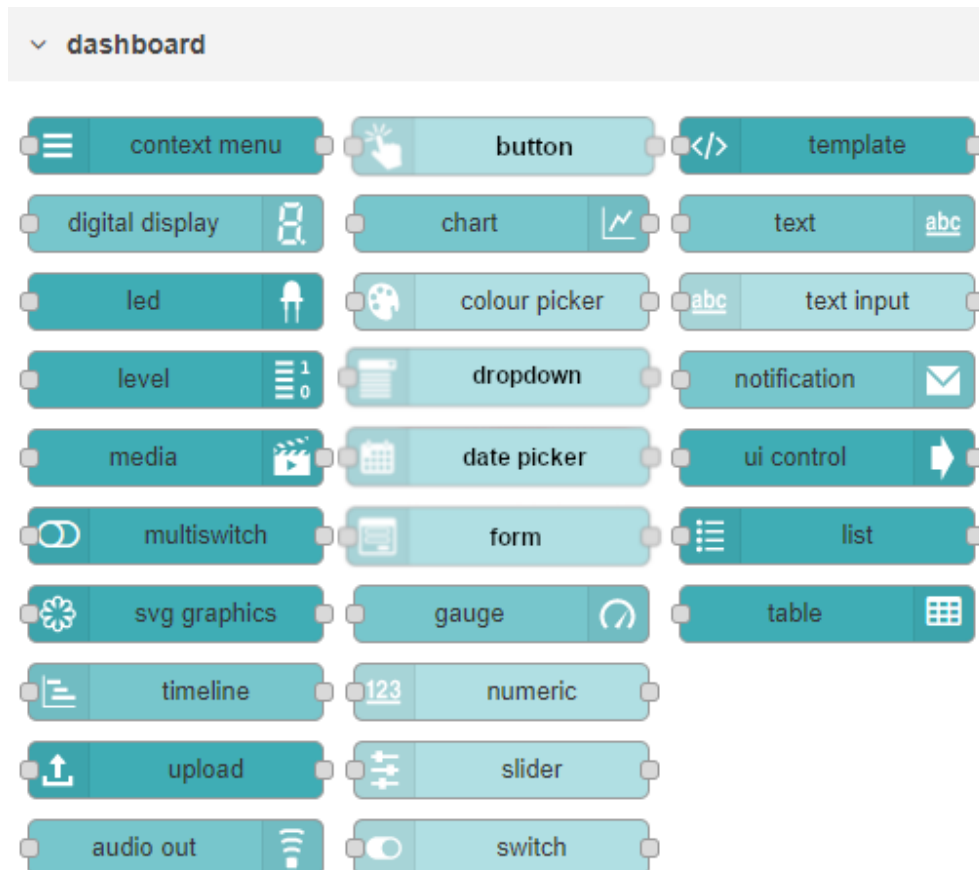 dashboard
context menu
button
</> template
digital display
chart
text abc
led
colour picker
abc text input
level 1 0
dropdown
notification
media
date picker
ui control
multiswitch
form
list
svg graphics
gauge
table
timeline
123 numeric
upload
slider
audio out
switch